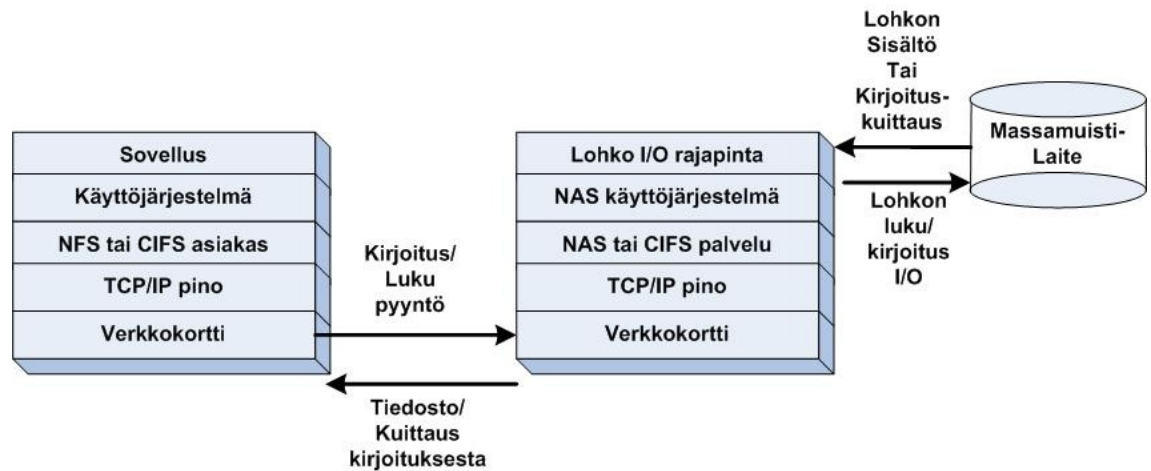 Sovellus
Käyttöjärjestelmä
NFS tai CIFS asiakas
TCP/IP pino
Verkkokortti
Kirjoitus/
Luku
pyyntö
Tiedosto/
Kuittaus
kirjoituksesta
Lohko I/O rajapinta
NAS käyttöjärjestelmä
NAS tai CIFS palvelu
TCP/IP pino
Verkkokortti
Lohkon
Sisältö
Tai
Kirjoitus-
kuittaus
Lohkon
luku/
kirjoitus
I/O
Massamuisti-
Laite